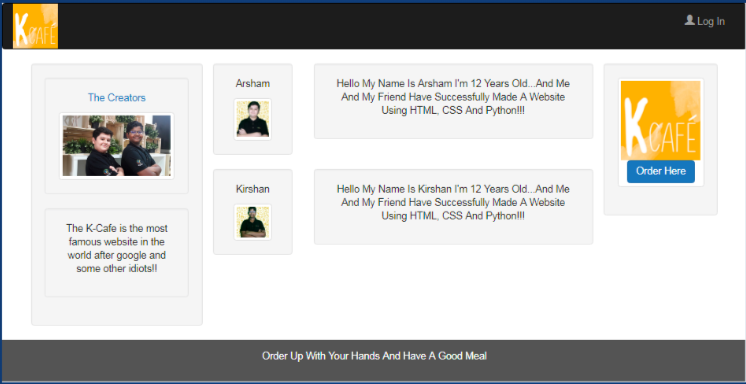 K CAFÉ
Log In
The Creators
The K-Cafe is the most
famous website in the
world after google and
some other idiots!!
Arsham
Hello My Name Is Arsham I'm 12 Years Old...And Me
And My Friend Have Successfully Made A Website
Using HTML, CSS And Python!!!
Kirshan
Hello My Name Is Kirshan I'm 12 Years Old...And Me
And My Friend Have Successfully Made A Website
Using HTML, CSS And Python!!!
K CAFÉ
Order Here
Order Up With Your Hands And Have A Good Meal